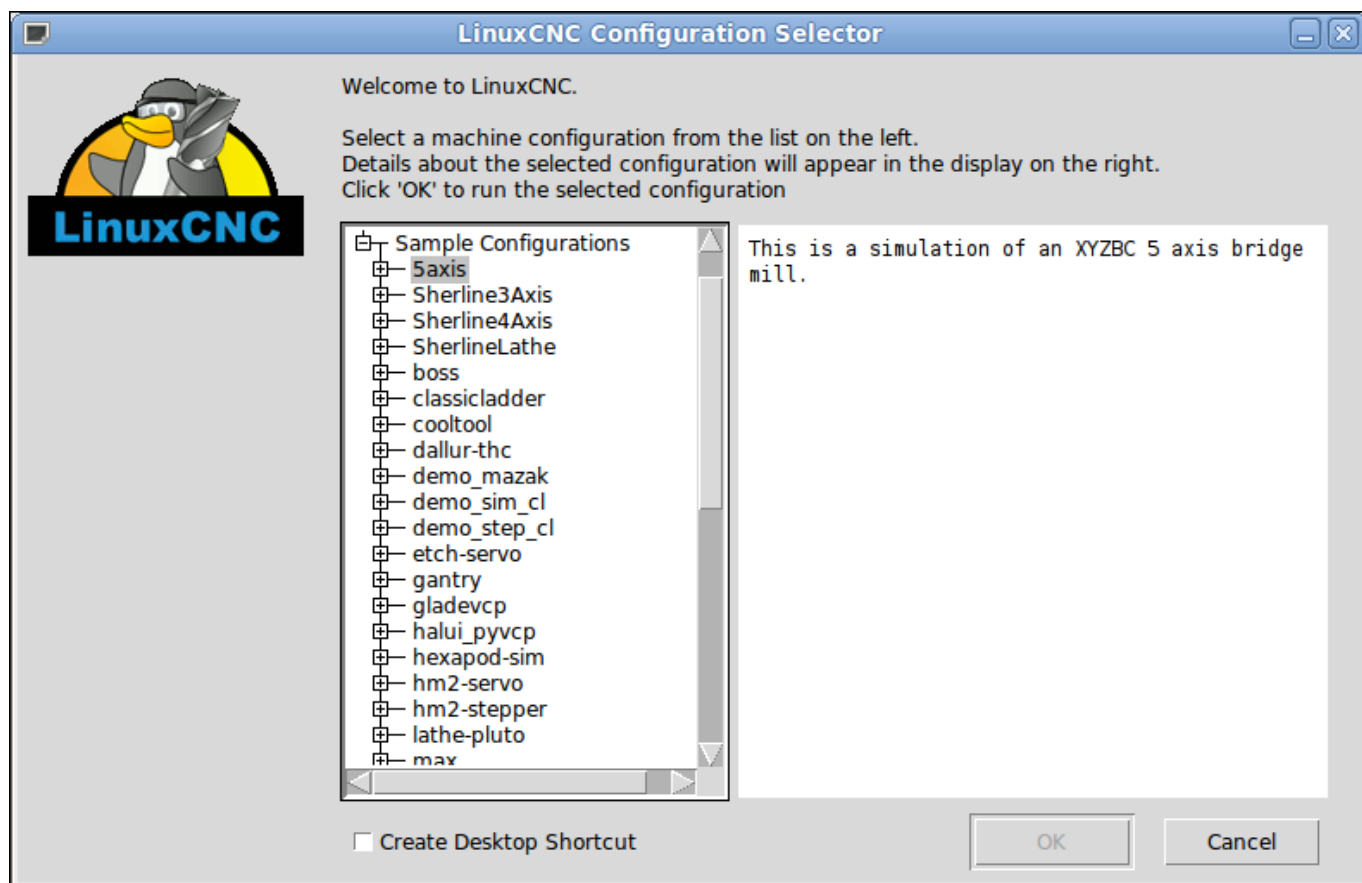 LinuxCNC Configuration Selector
LinuxCNC
Welcome to LinuxCNC.
Select a machine configuration from the list on the left.
Details about the selected configuration will appear in the display on the right.
Click 'OK' to run the selected configuration
Sample Configurations
5axis
Sherline3Axis
Sherline4Axis
SherlineLathe
boss
classicladder
cooltool
dallur-thc
demo_mazak
demo_sim_cl
demo_step_cl
etch-servo
gantry
gladevcp
halui_pyvcp
hexapod-sim
hm2-servo
hm2-stepper
lathe-pluto
max
This is a simulation of an XYZBC 5 axis bridge
mill.
Create Desktop Shortcut
OK
Cancel